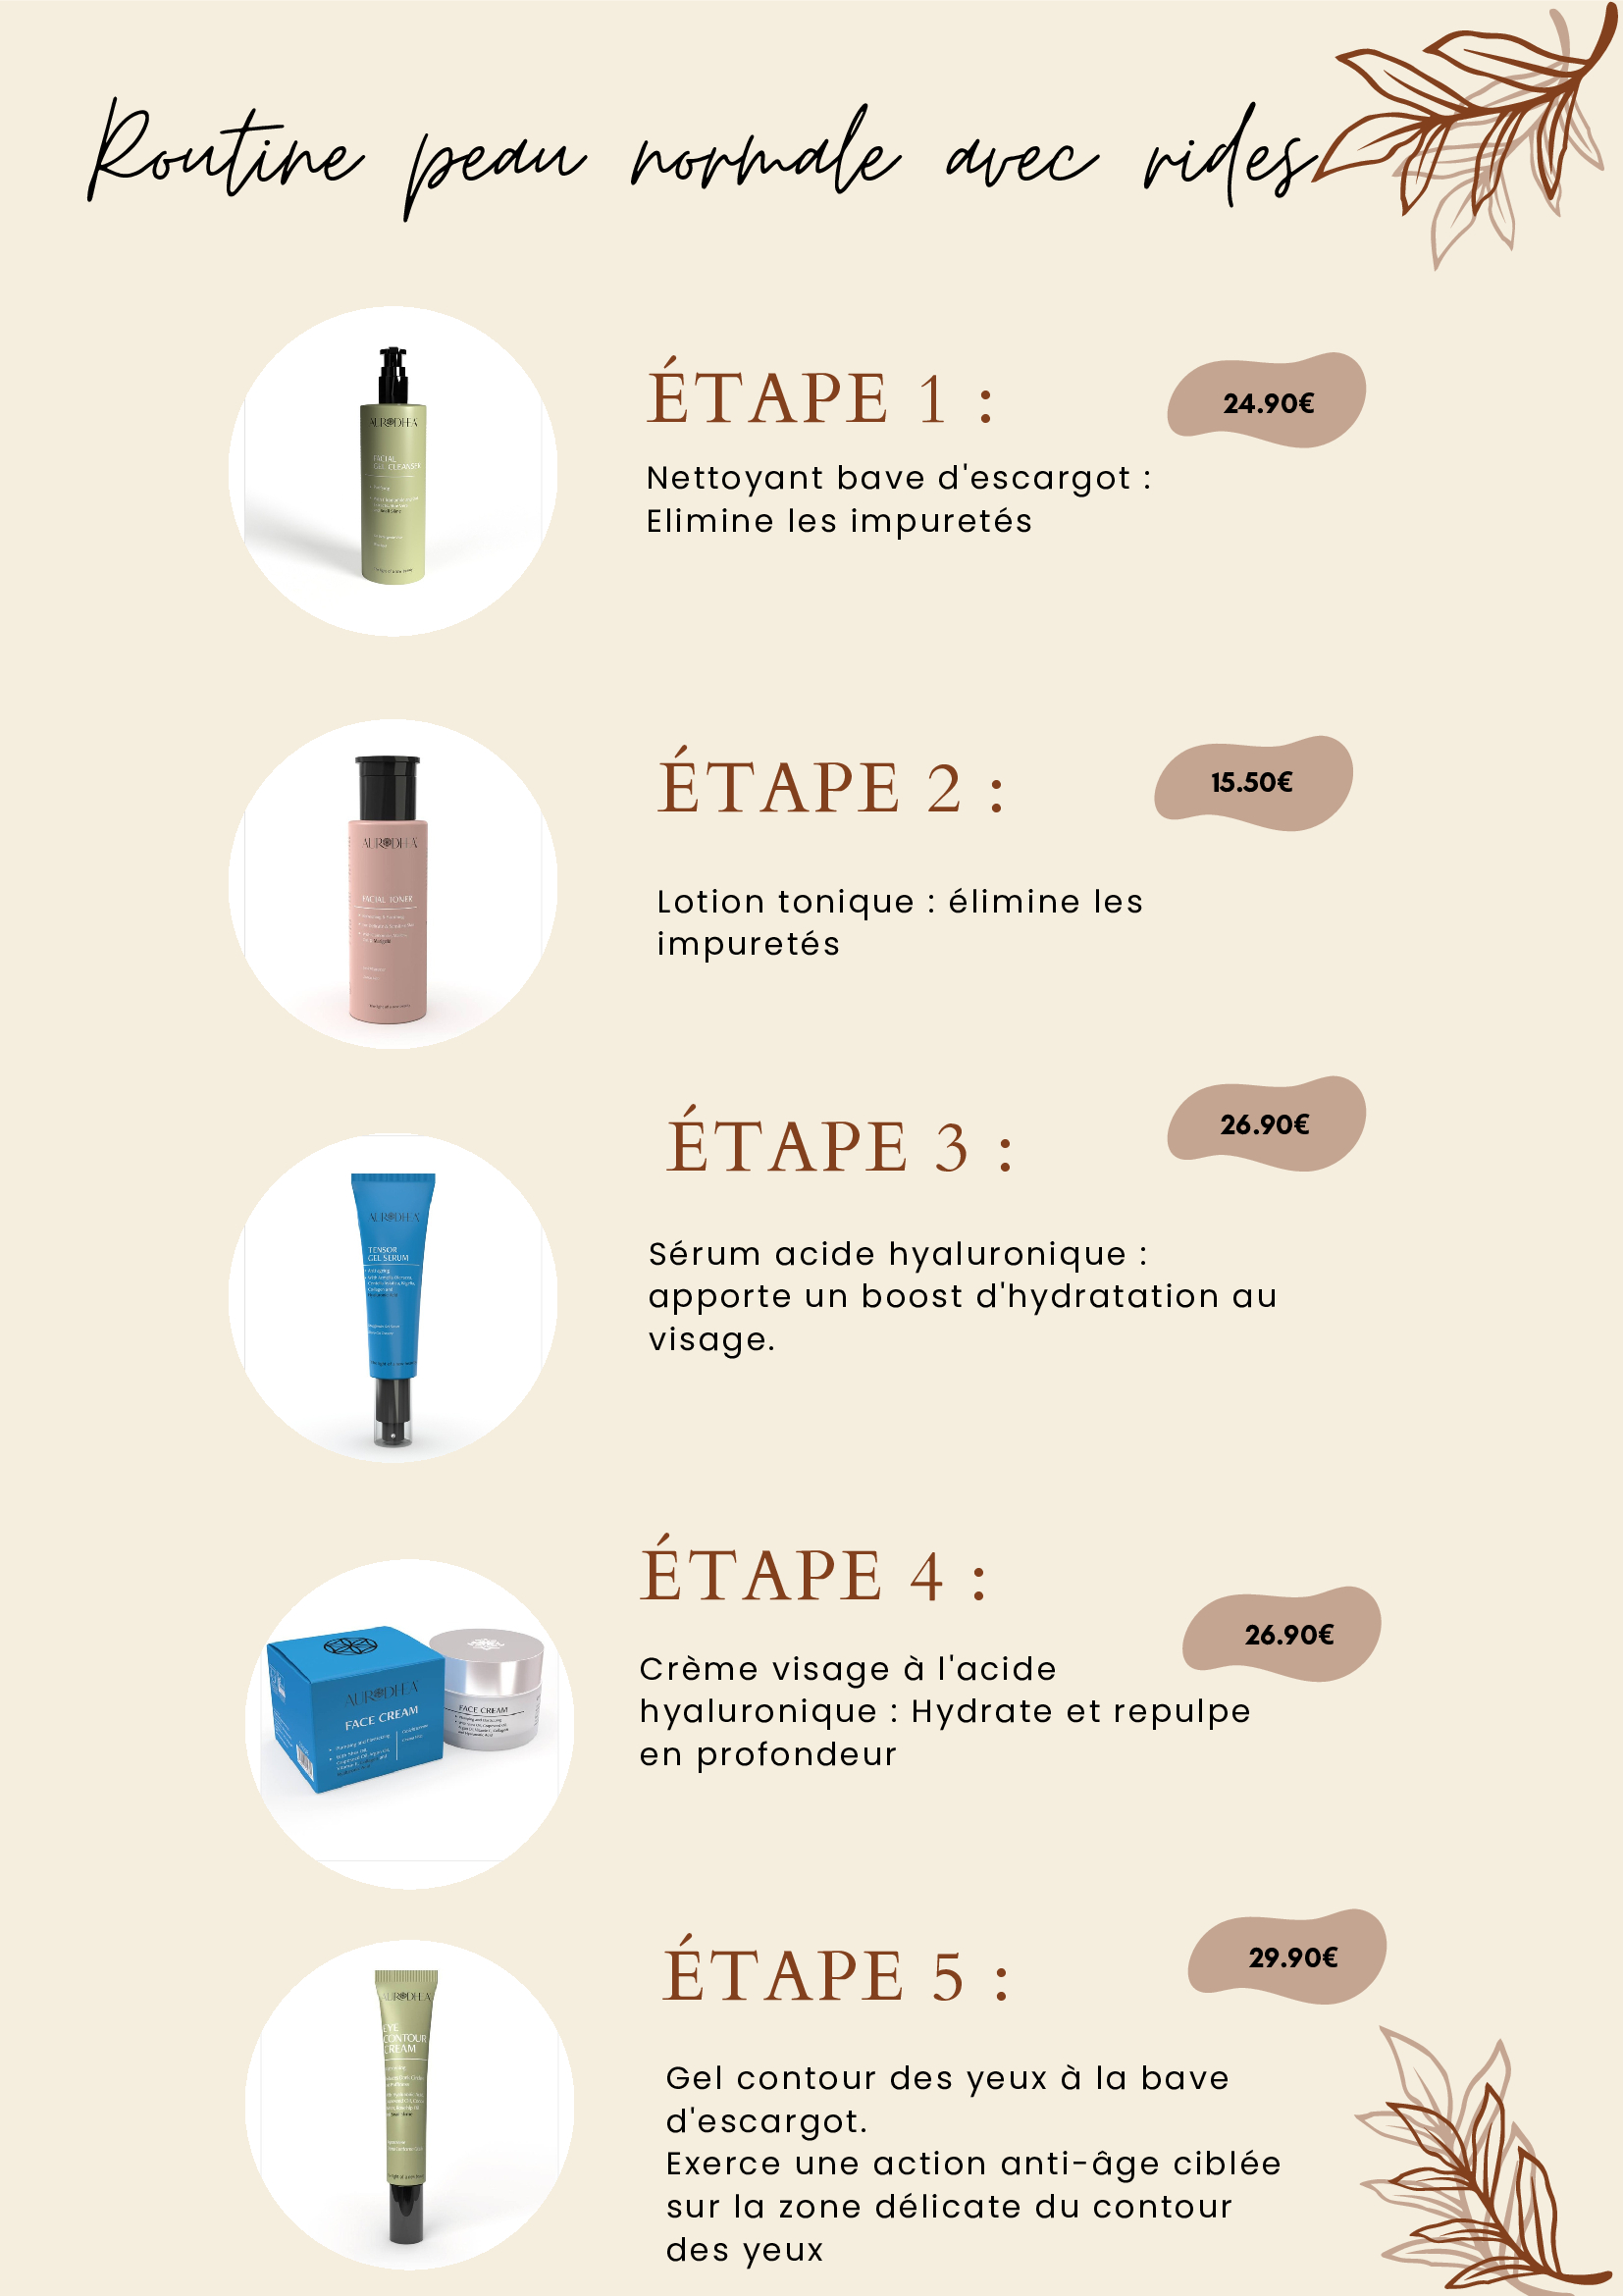 Routine peau normale avec rides
ÉTAPE 1 :
24.90€
Nettoyant bave d'escargot :
Elimine les impuretés
AURODHEA
FACIAL
GEL CLEANSER
ÉTAPE 2 :
15.50€
Lotion tonique : élimine les
impuretés
AURODHEA
FACIAL TONER
ÉTAPE 3 :
26.90€
Sérum acide hyaluronique :
apporte un boost d'hydratation au
visage.
AURODHEA
TENSOR
GEL SERUM
ÉTAPE 4 :
26.90€
Crème visage à l'acide
hyaluronique : Hydrate et repulpe
en profondeur
AURODHEA
FACE CREAM
FACE CREAM
ÉTAPE 5 :
29.90€
Gel contour des yeux à la bave
d'escargot.
Exerce une action anti-âge ciblée
sur la zone délicate du contour
des yeux
AURODHEA
EYE
CONTOUR
CREAM